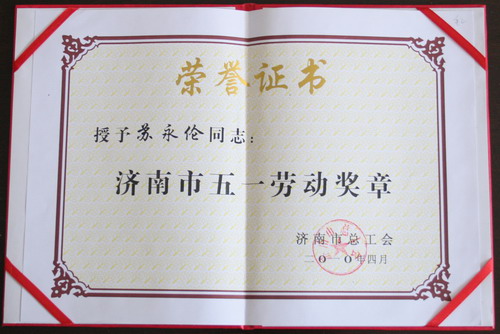 荣誉证书
授予苏永伦同志:
济南市五一劳动奖章
济南市总工会
二〇一〇年四月